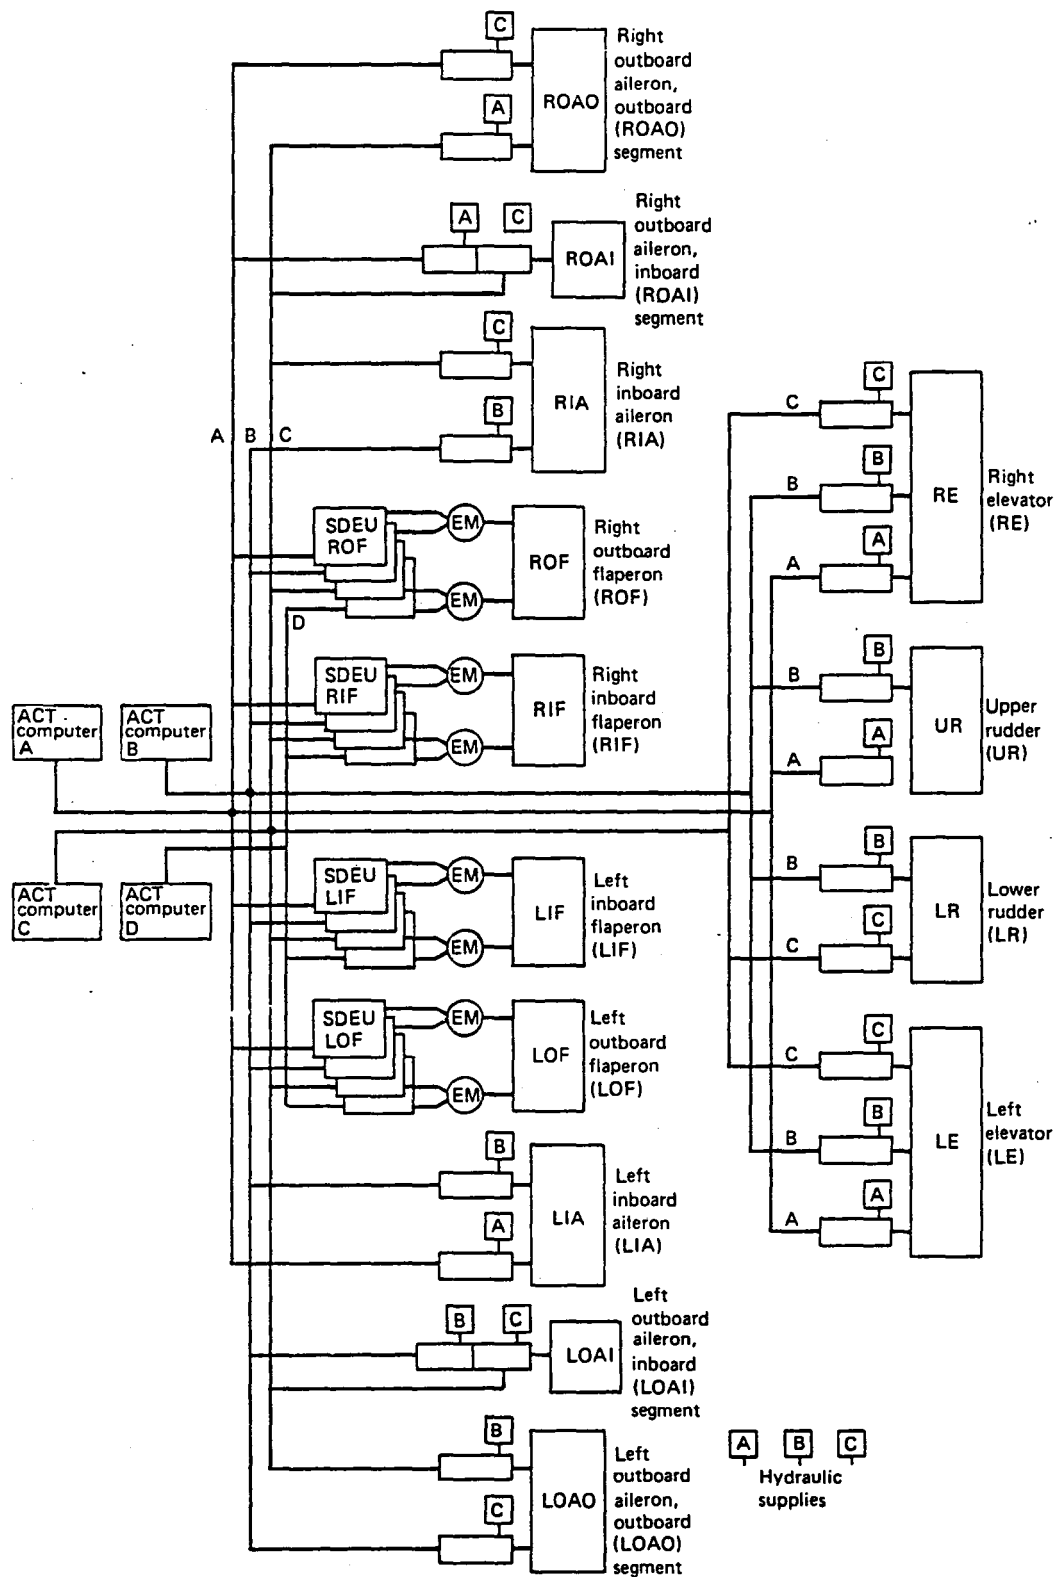 C
ROAO
Right
outboard
aileron,
outboard
(ROAO)
segment
A
A
C
ROAI
Right
outboard
aileron,
inboard
(ROAI)
segment
C
RIA
Right
inboard
aileron
(RIA)
B
A B C
SDEU
ROF
EM
EM
ROF
Right
outboard
flaperon
(ROF)
D
SDEU
RIF
EM
EM
RIF
Right
inboard
flaperon
(RIF)
ACT
computer
A
ACT
computer
B
ACT
computer
C
ACT
computer
D
SDEU
LIF
EM
EM
LIF
Left
inboard
flaperon
(LIF)
SDEU
LOF
EM
EM
LOF
Left
outboard
flaperon
(LOF)
B
A
LIA
Left
inboard
aileron
(LIA)
B
C
LOAI
Left
outboard
aileron,
inboard
(LOAI)
segment
B
C
LOAO
Left
outboard
aileron,
outboard
(LOAO)
segment
C
C
B
B
A
A
RE
Right
elevator
(RE)
B
B
A
A
UR
Upper
rudder
(UR)
B
B
C
C
LR
Lower
rudder
(LR)
C
C
B
B
A
A
LE
Left
elevator
(LE)
A B C
Hydraulic
supplies